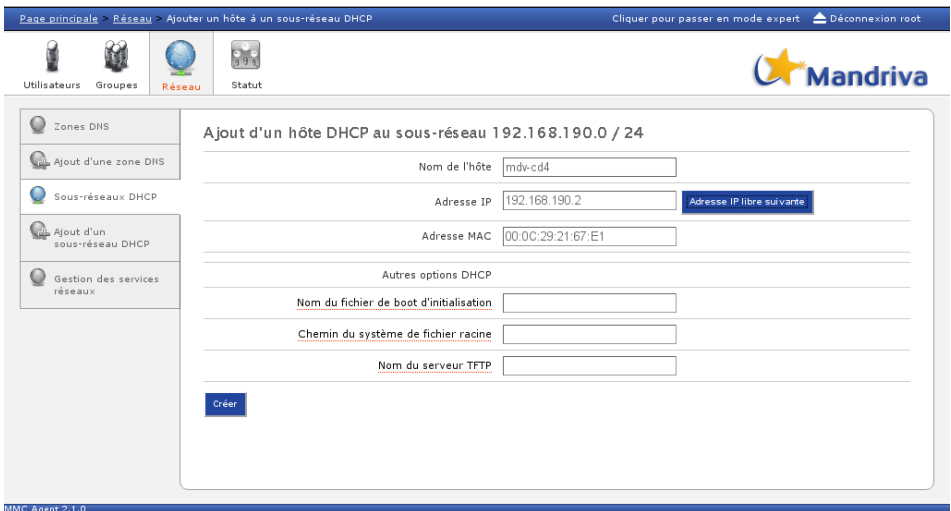 Page principale > Réseau > Ajouter un hôte à un sous-réseau DHCP
Cliquer pour passer en mode expert
Déconnexion root
Utilisateurs
Groupes
Réseau
Statut
Mandriva
Zones DNS
Ajout d'une zone DNS
Sous-réseaux DHCP
Ajout d'un
sous-réseau DHCP
Gestion des services
réseaux
Ajout d'un hôte DHCP au sous-réseau 192.168.190.0 / 24
Nom de l'hôte mdv-cd4
Adresse IP 192.168.190.2 Adresse IP libre suivante
Adresse MAC 00:0C:29:21:67:E1
Autres options DHCP
Nom du fichier de boot d'initialisation
Chemin du système de fichier racine
Nom du serveur TFTP
Créer
MMC Agent 2.1.0